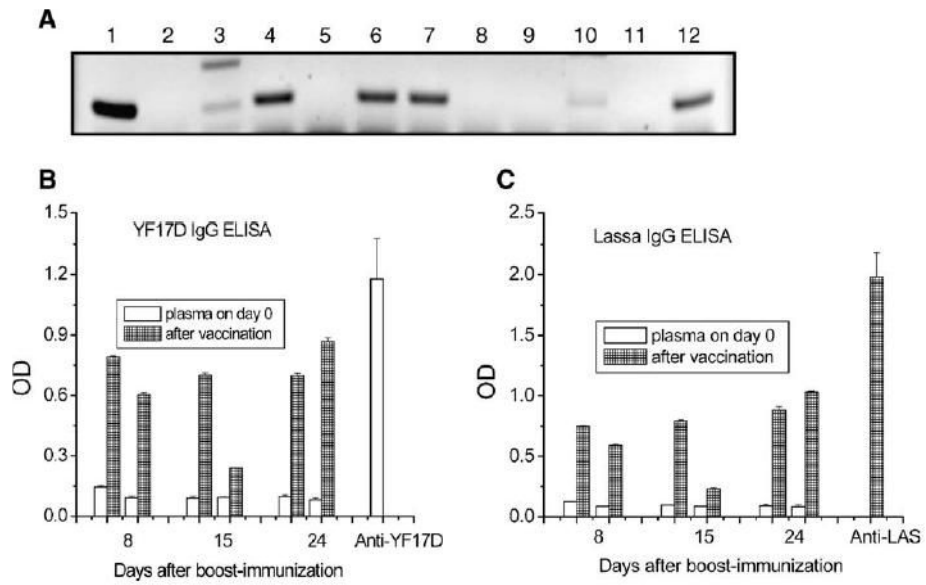 A
1 2 3 4 5 6 7 8 9 10 11 12
B
YF17D IgG ELISA
1.5
1.2
0.9
0.6
0.3
0.0
OD
plasma on day 0
after vaccination
8 15 24 Anti-YF17D
Days after boost-immunization
C
Lassa IgG ELISA
2.5
2.0
1.5
1.0
0.5
0.0
OD
plasma on day 0
after vaccination
8 15 24 Anti-LAS
Days after boost-immunization